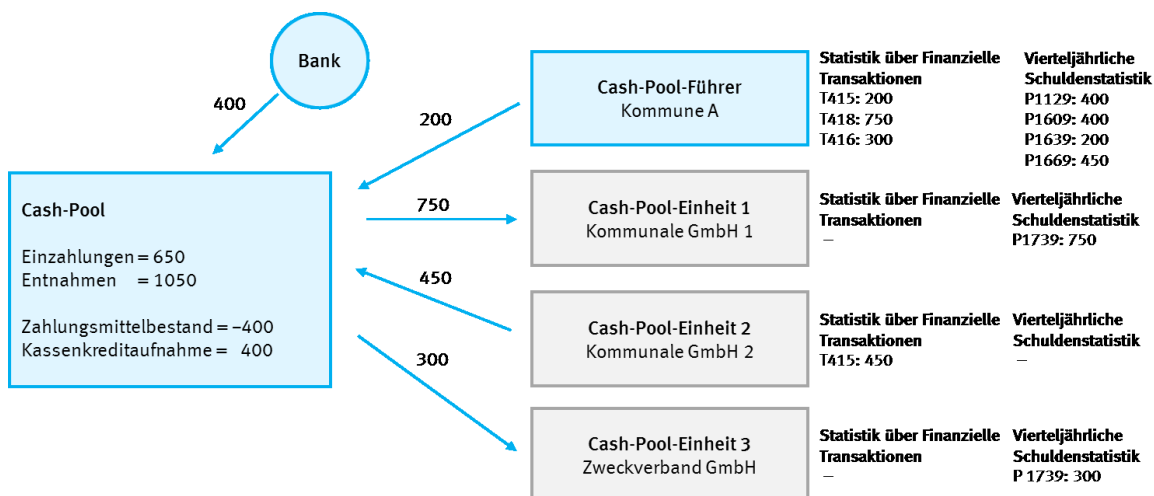 Bank
400
200
Cash-Pool-Führer
Kommune A
Statistik über Finanzielle
Transaktionen
T415: 200
T418: 750
T416: 300
Vierteljährliche
Schuldenstatistik
P1129: 400
P1609: 400
P1639: 200
P1669: 450
Cash-Pool
Einzahlungen = 650
Entnahmen = 1050
Zahlungsmittelbestand = –400
Kassenkreditaufnahme = 400
750
Cash-Pool-Einheit 1
Kommunale GmbH 1
Statistik über Finanzielle
Transaktionen
–
Vierteljährliche
Schuldenstatistik
P1739: 750
450
Cash-Pool-Einheit 2
Kommunale GmbH 2
Statistik über Finanzielle
Transaktionen
T415: 450
Vierteljährliche
Schuldenstatistik
–
300
Cash-Pool-Einheit 3
Zweckverband GmbH
Statistik über Finanzielle
Transaktionen
–
Vierteljährliche
Schuldenstatistik
P 1739: 300